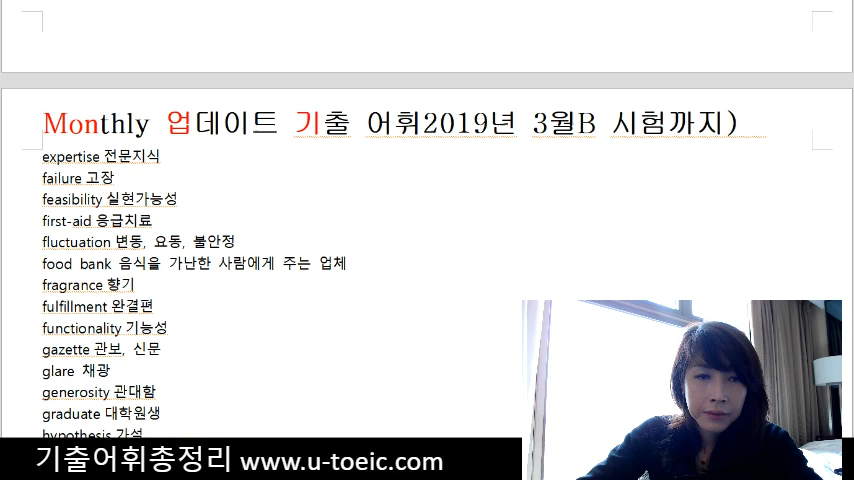 Monthly 업데이트 기출 어휘2019년 3월B 시험까지)
expertise 전문지식
failure 고장
feasibility 실현가능성
first-aid 응급치료
fluctuation 변동, 요동, 불안정
food bank 음식을 가난한 사람에게 주는 업체
fragrance 향기
fulfillment 완결편
functionality 기능성
gazette 관보, 신문
glare 채광
generosity 관대함
graduate 대학원생
hypothesis 가설
기출어휘총정리 www.u-toeic.com